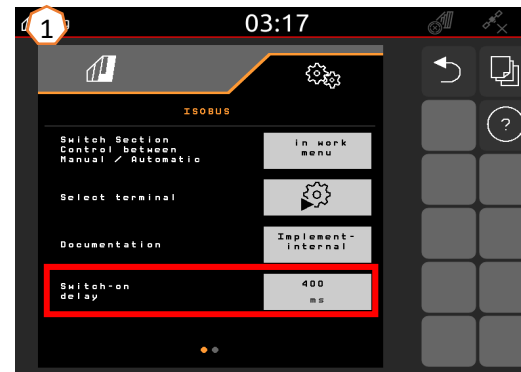 1
03:17
ISOBUS
Switch Section
Control between
Manual / Automatic
in work
menu
Select terminal
Documentation
Implement-
internal
Switch-on
delay
400
ms
?